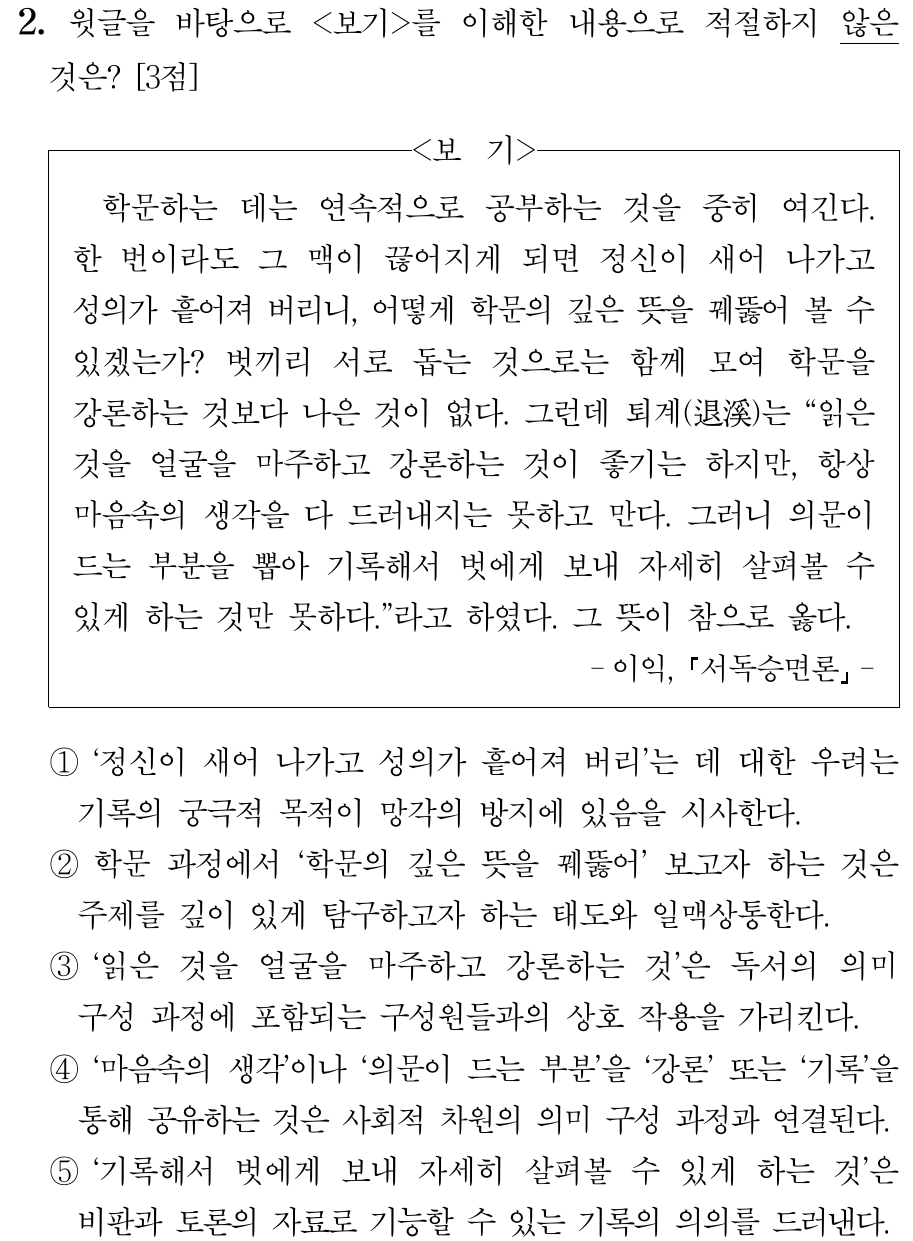 2. 윗글을 바탕으로 <보기>를 이해한 내용으로 적절하지 않은
것은? [3점]
<보 기>
학문하는 데는 연속적으로 공부하는 것을 중히 여긴다.
한 번이라도 그 맥이 끊어지게 되면 정신이 새어 나가고
성의가 흩어져 버리니, 어떻게 학문의 깊은 뜻을 꿰뚫어 볼 수
있겠는가? 벗끼리 서로 돕는 것으로는 함께 모여 학문을
강론하는 것보다 나은 것이 없다. 그런데 퇴계(退溪)는 “읽은
것을 얼굴을 마주하고 강론하는 것이 좋기는 하지만, 항상
마음속의 생각을 다 드러내지는 못하고 만다. 그러니 의문이
드는 부분을 뽑아 기록해서 벗에게 보내 자세히 살펴볼 수
있게 하는 것만 못하다.”라고 하였다. 그 뜻이 참으로 옳다.
- 이익, 『서독승면론』 -
① ‘정신이 새어 나가고 성의가 흩어져 버리’는 데 대한 우려는
기록의 궁극적 목적이 망각의 방지에 있음을 시사한다.
② 학문 과정에서 ‘학문의 깊은 뜻을 꿰뚫어’ 보고자 하는 것은
주제를 깊이 있게 탐구하고자 하는 태도와 일맥상통한다.
③ ‘읽은 것을 얼굴을 마주하고 강론하는 것’은 독서의 의미
구성 과정에 포함되는 구성원들과의 상호 작용을 가리킨다.
④ ‘마음속의 생각’이나 ‘의문이 드는 부분’을 ‘강론’ 또는 ‘기록’을
통해 공유하는 것은 사회적 차원의 의미 구성 과정과 연결된다.
⑤ ‘기록해서 벗에게 보내 자세히 살펴볼 수 있게 하는 것’은
비판과 토론의 자료로 기능할 수 있는 기록의 의의를 드러낸다.